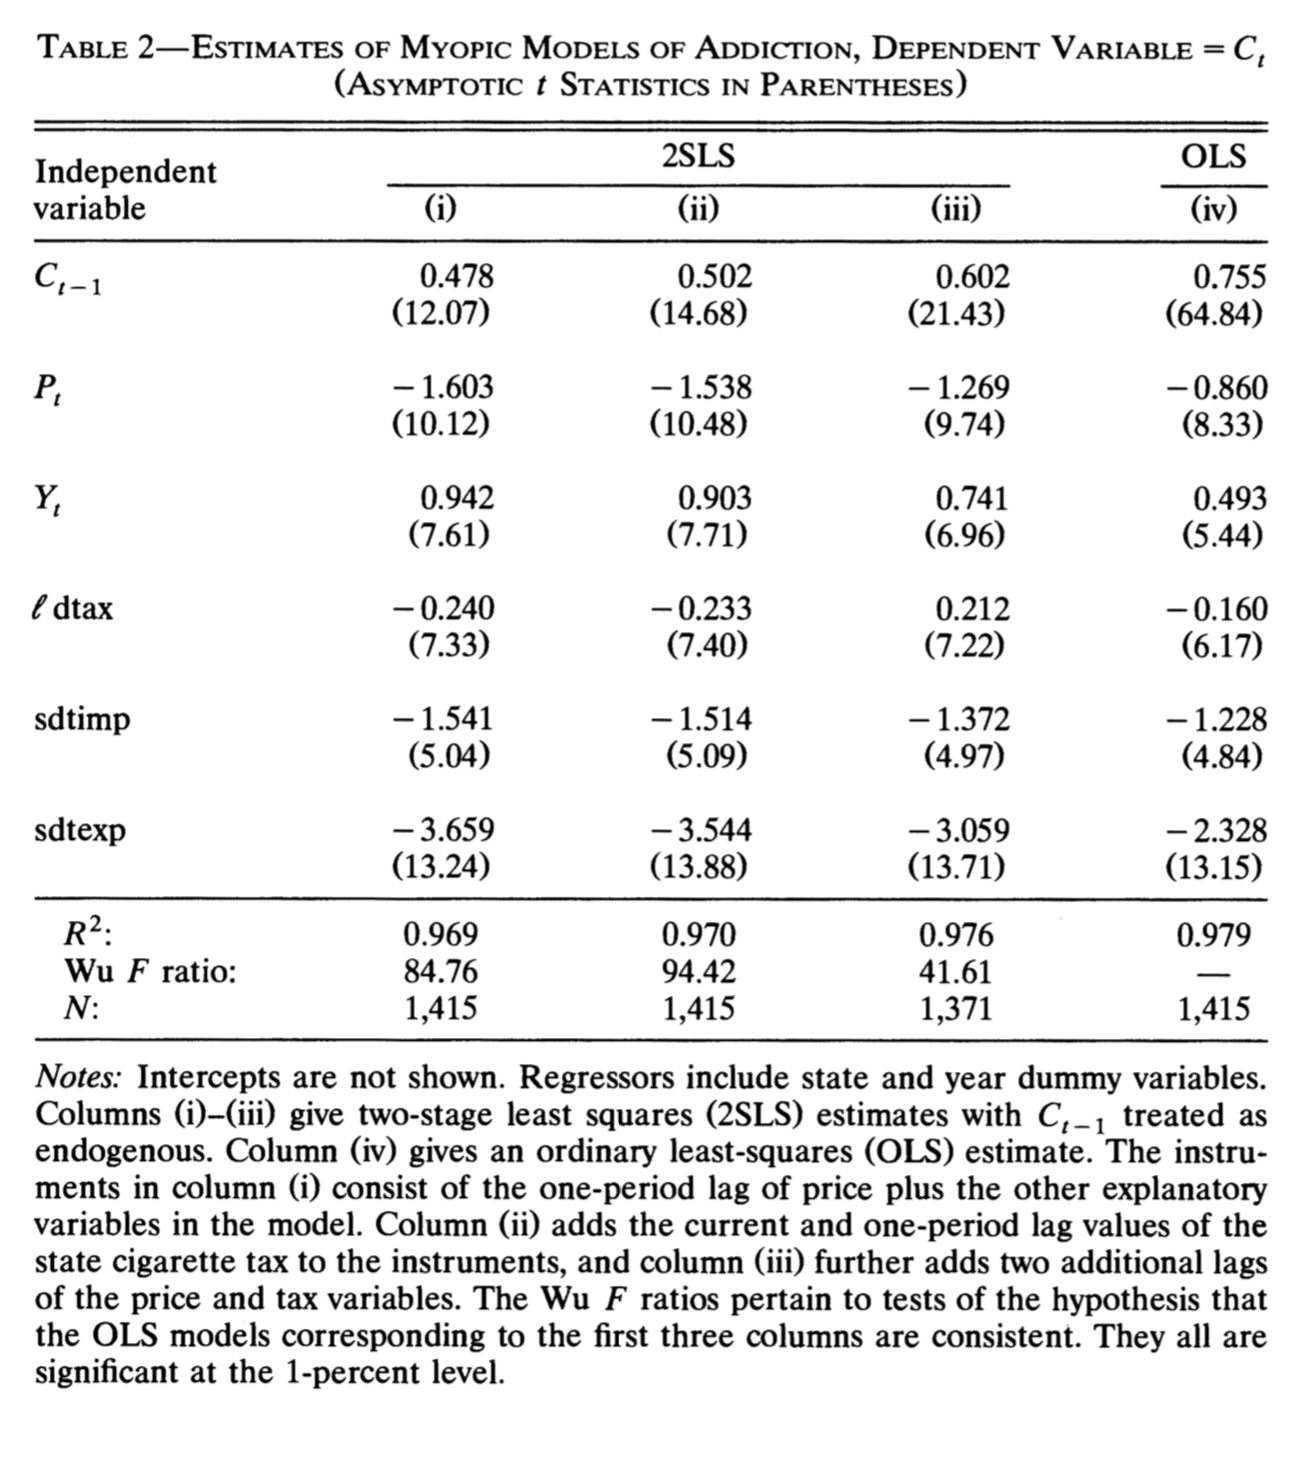 TABLE 2—ESTIMATES OF MYOPIC MODELS OF ADDICTION, DEPENDENT VARIABLE = C_t
(ASYMPTOTIC t STATISTICS IN PARENTHESES)
2SLS OLS
Independent
variable (i) (ii) (iii) (iv)
C_{t−1} 0.478 0.502 0.602 0.755
(12.07) (14.68) (21.43) (64.84)
P_t −1.603 −1.538 −1.269 −0.860
(10.12) (10.48) (9.74) (8.33)
Y_t 0.942 0.903 0.741 0.493
(7.61) (7.71) (6.96) (5.44)
ℓ dtax −0.240 −0.233 0.212 −0.160
(7.33) (7.40) (7.22) (6.17)
sdtimp −1.541 −1.514 −1.372 −1.228
(5.04) (5.09) (4.97) (4.84)
sdtexp −3.659 −3.544 −3.059 −2.328
(13.24) (13.88) (13.71) (13.15)
R²: 0.969 0.970 0.976 0.979
Wu F ratio: 84.76 94.42 41.61 —
N: 1,415 1,415 1,371 1,415
Notes: Intercepts are not shown. Regressors include state and year dummy variables.
Columns (i)–(iii) give two-stage least squares (2SLS) estimates with C_{t−1} treated as
endogenous. Column (iv) gives an ordinary least-squares (OLS) estimate. The instru-
ments in column (i) consist of the one-period lag of price plus the other explanatory
variables in the model. Column (ii) adds the current and one-period lag values of the
state cigarette tax to the instruments, and column (iii) further adds two additional lags
of the price and tax variables. The Wu F ratios pertain to tests of the hypothesis that
the OLS models corresponding to the first three columns are consistent. They all are
significant at the 1-percent level.